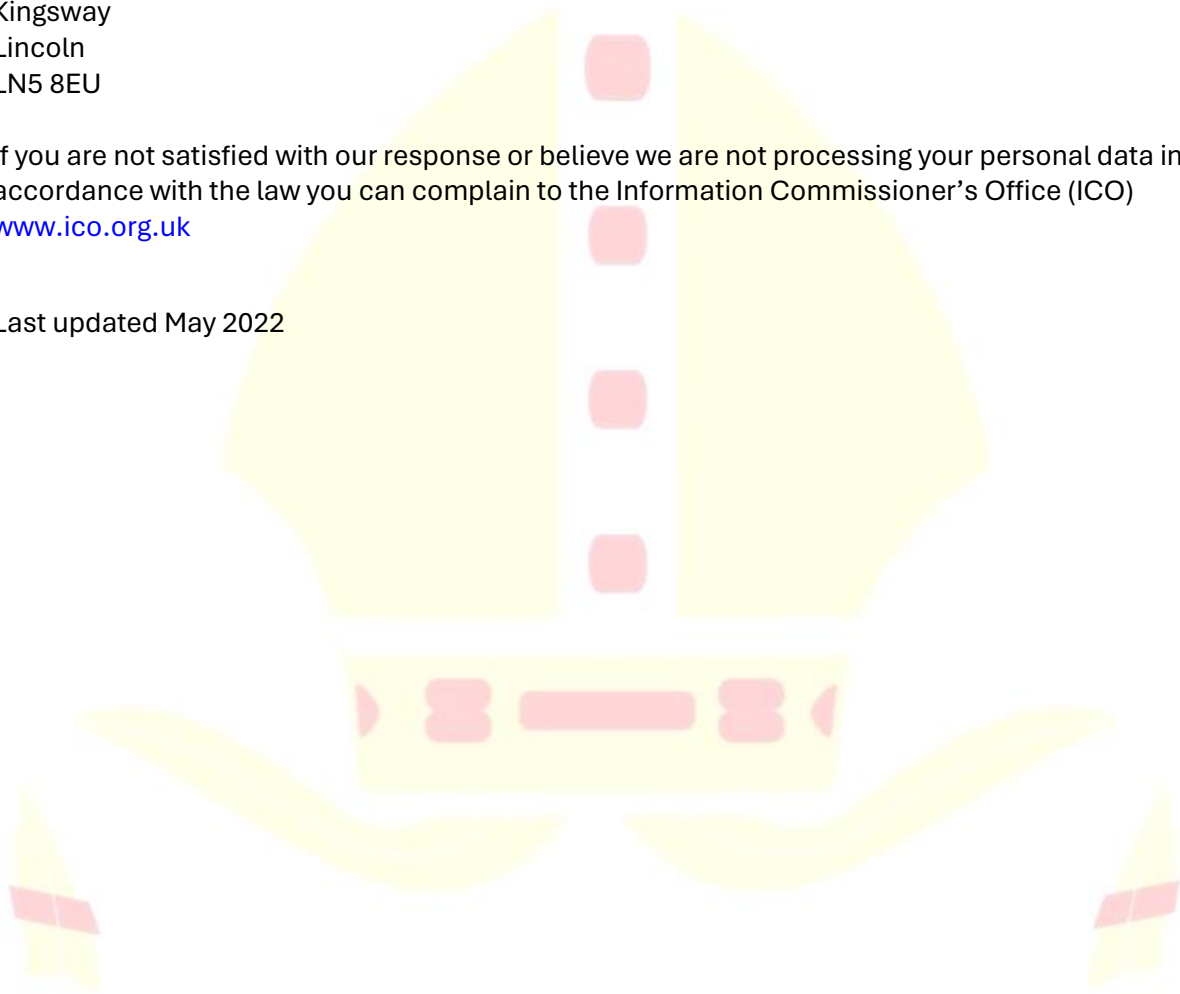 Kingsway
Lincoln
LN5 8EU
If you are not satisfied with our response or believe we are not processing your personal data in
accordance with the law you can complain to the Information Commissioner’s Office (ICO)
www.ico.org.uk
Last updated May 2022